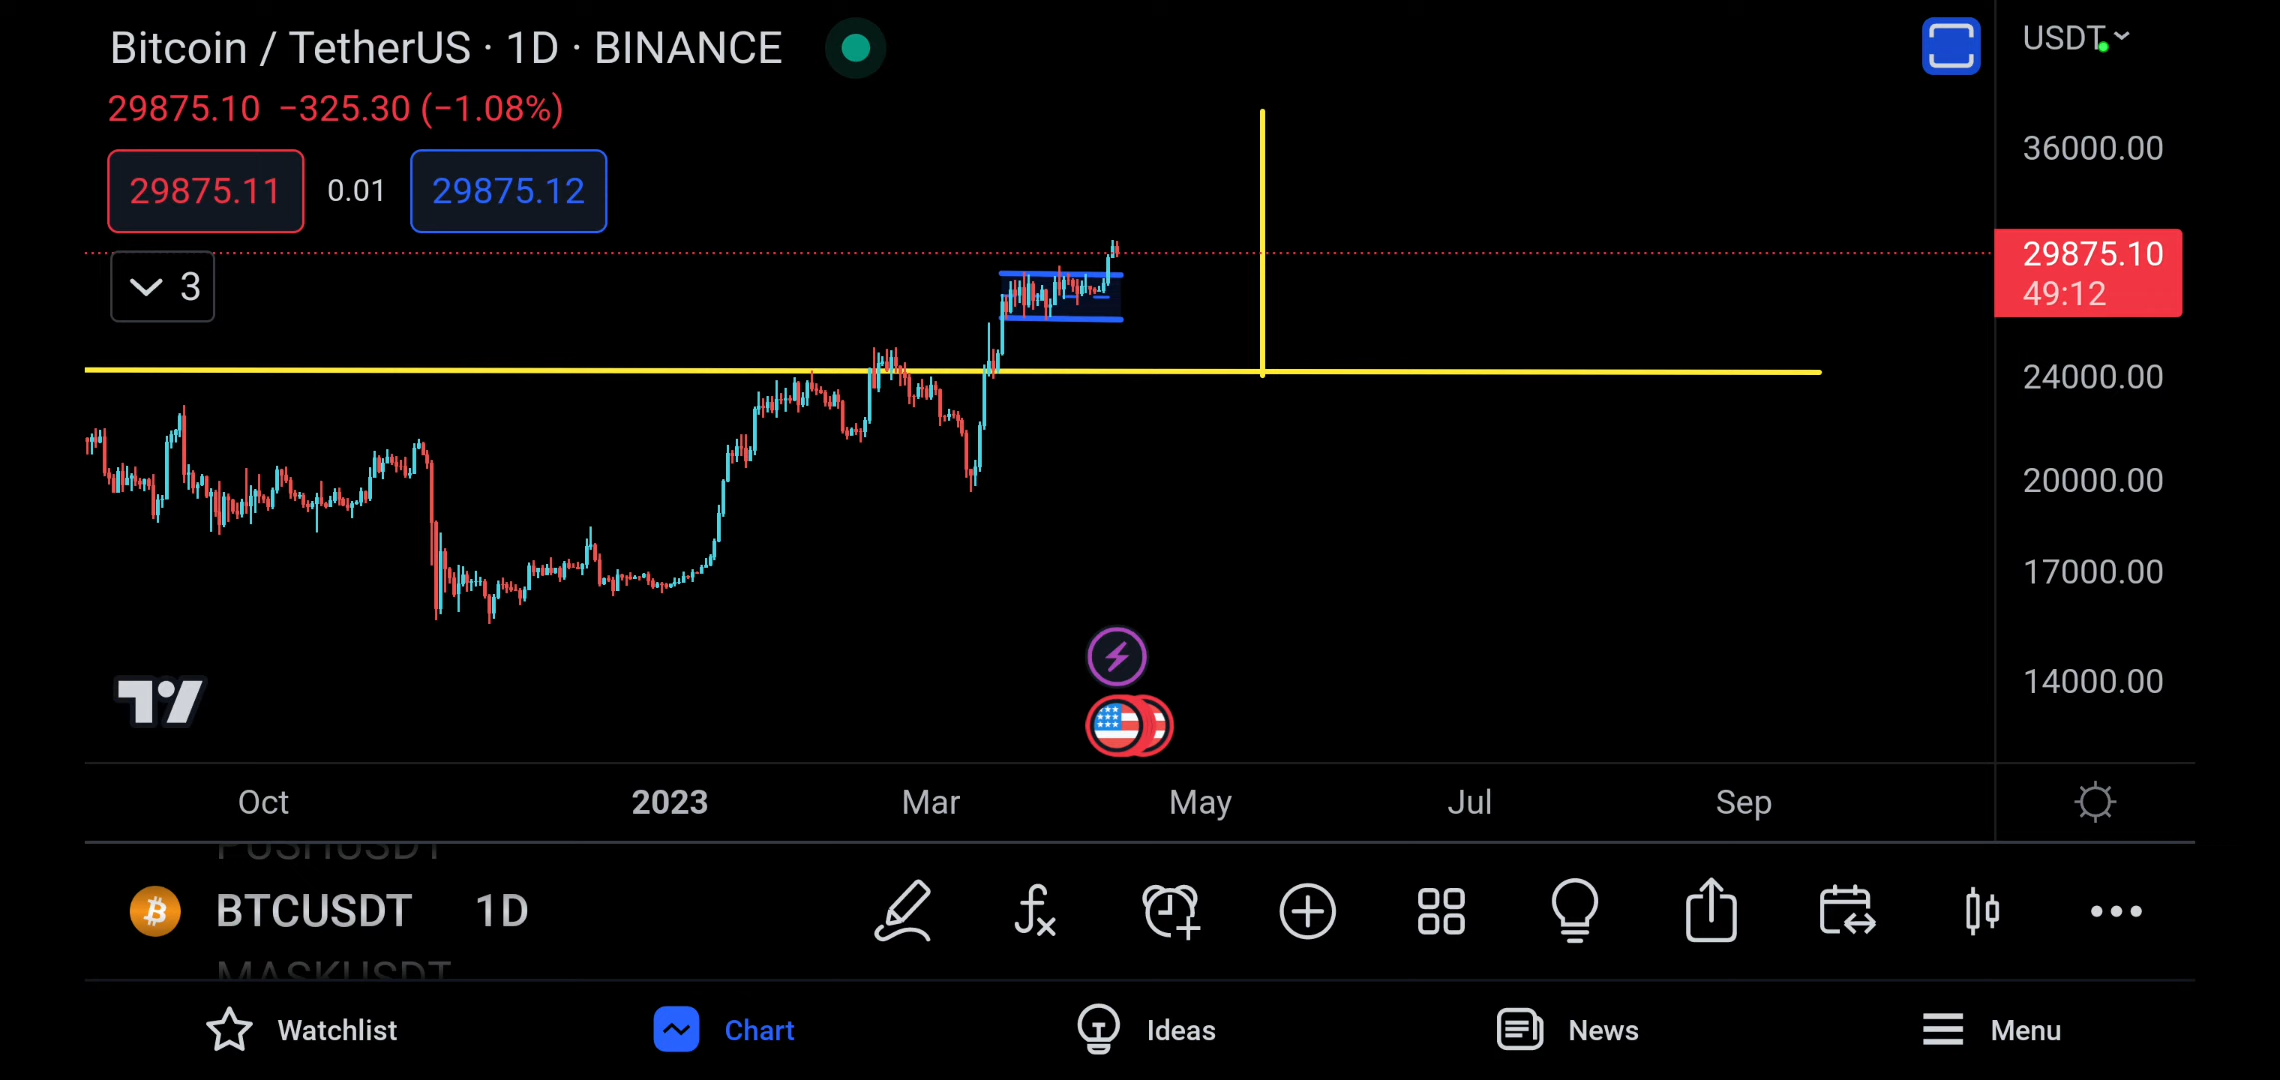 Bitcoin / TetherUS · 1D · BINANCE
USDT
29875.10 −325.30 (−1.08%)
29875.11 0.01 29875.12
3
36000.00
29875.10
49:12
24000.00
20000.00
17000.00
14000.00
Oct 2023 Mar May Jul Sep
PUSHUSDT
BTCUSDT 1D
MASKUSDT
Watchlist Chart Ideas News Menu